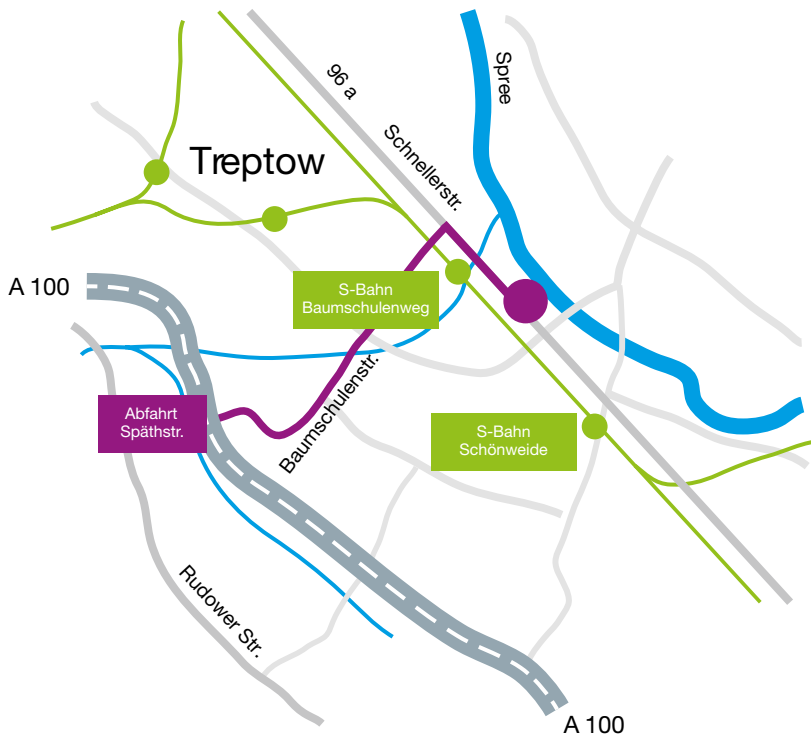 96 a
Spree
Schnellerstr.
Treptow
A 100
S-Bahn
Baumschulenweg
Baumschulenstr.
Abfahrt
Späthstr.
S-Bahn
Schönweide
Rudower Str.
A 100